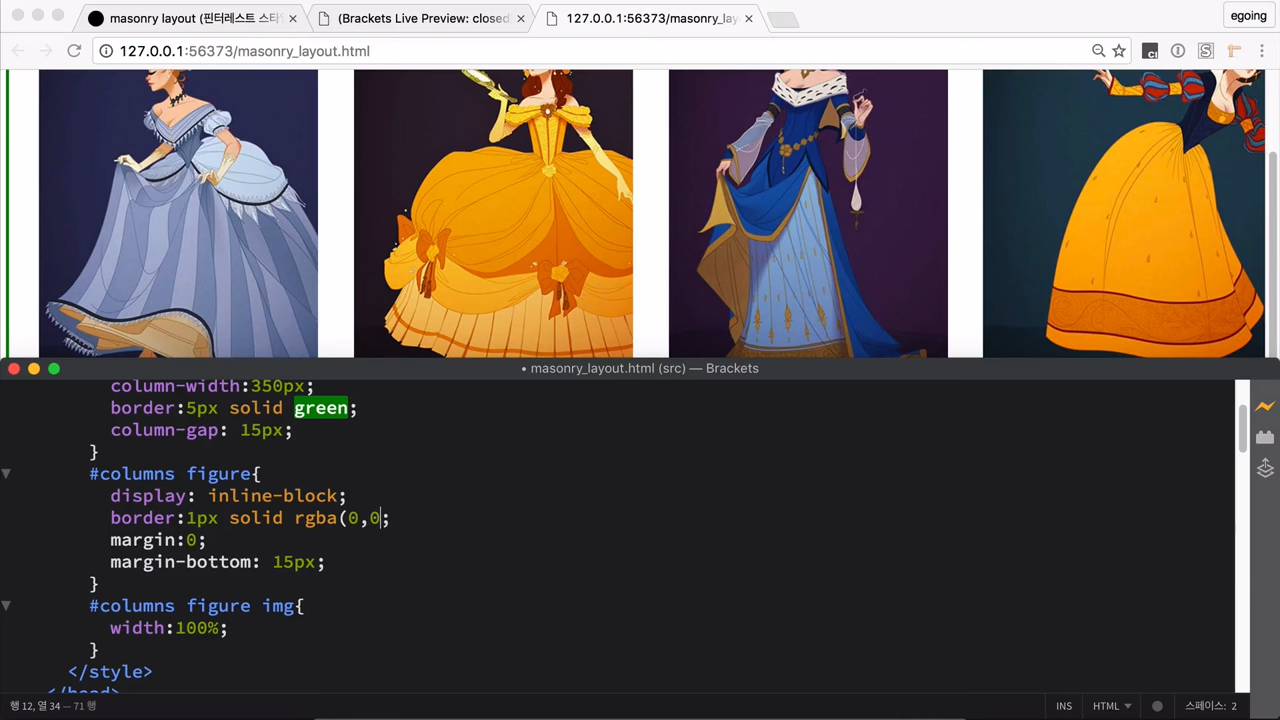 masonry layout (핀터레스트 스타일
(Brackets Live Preview: closed
127.0.0.1:56373/masonry_lay
egoing
127.0.0.1:56373/masonry_layout.html
• masonry_layout.html (src) — Brackets
column-width:350px;
border:5px solid green;
column-gap: 15px;
}
#columns figure{
display: inline-block;
border:1px solid rgba(0,0;
margin:0;
margin-bottom: 15px;
}
#columns figure img{
width:100%;
}
</style>
</head>
행 12, 열 34 — 71 행
INS
HTML
스페이스: 2